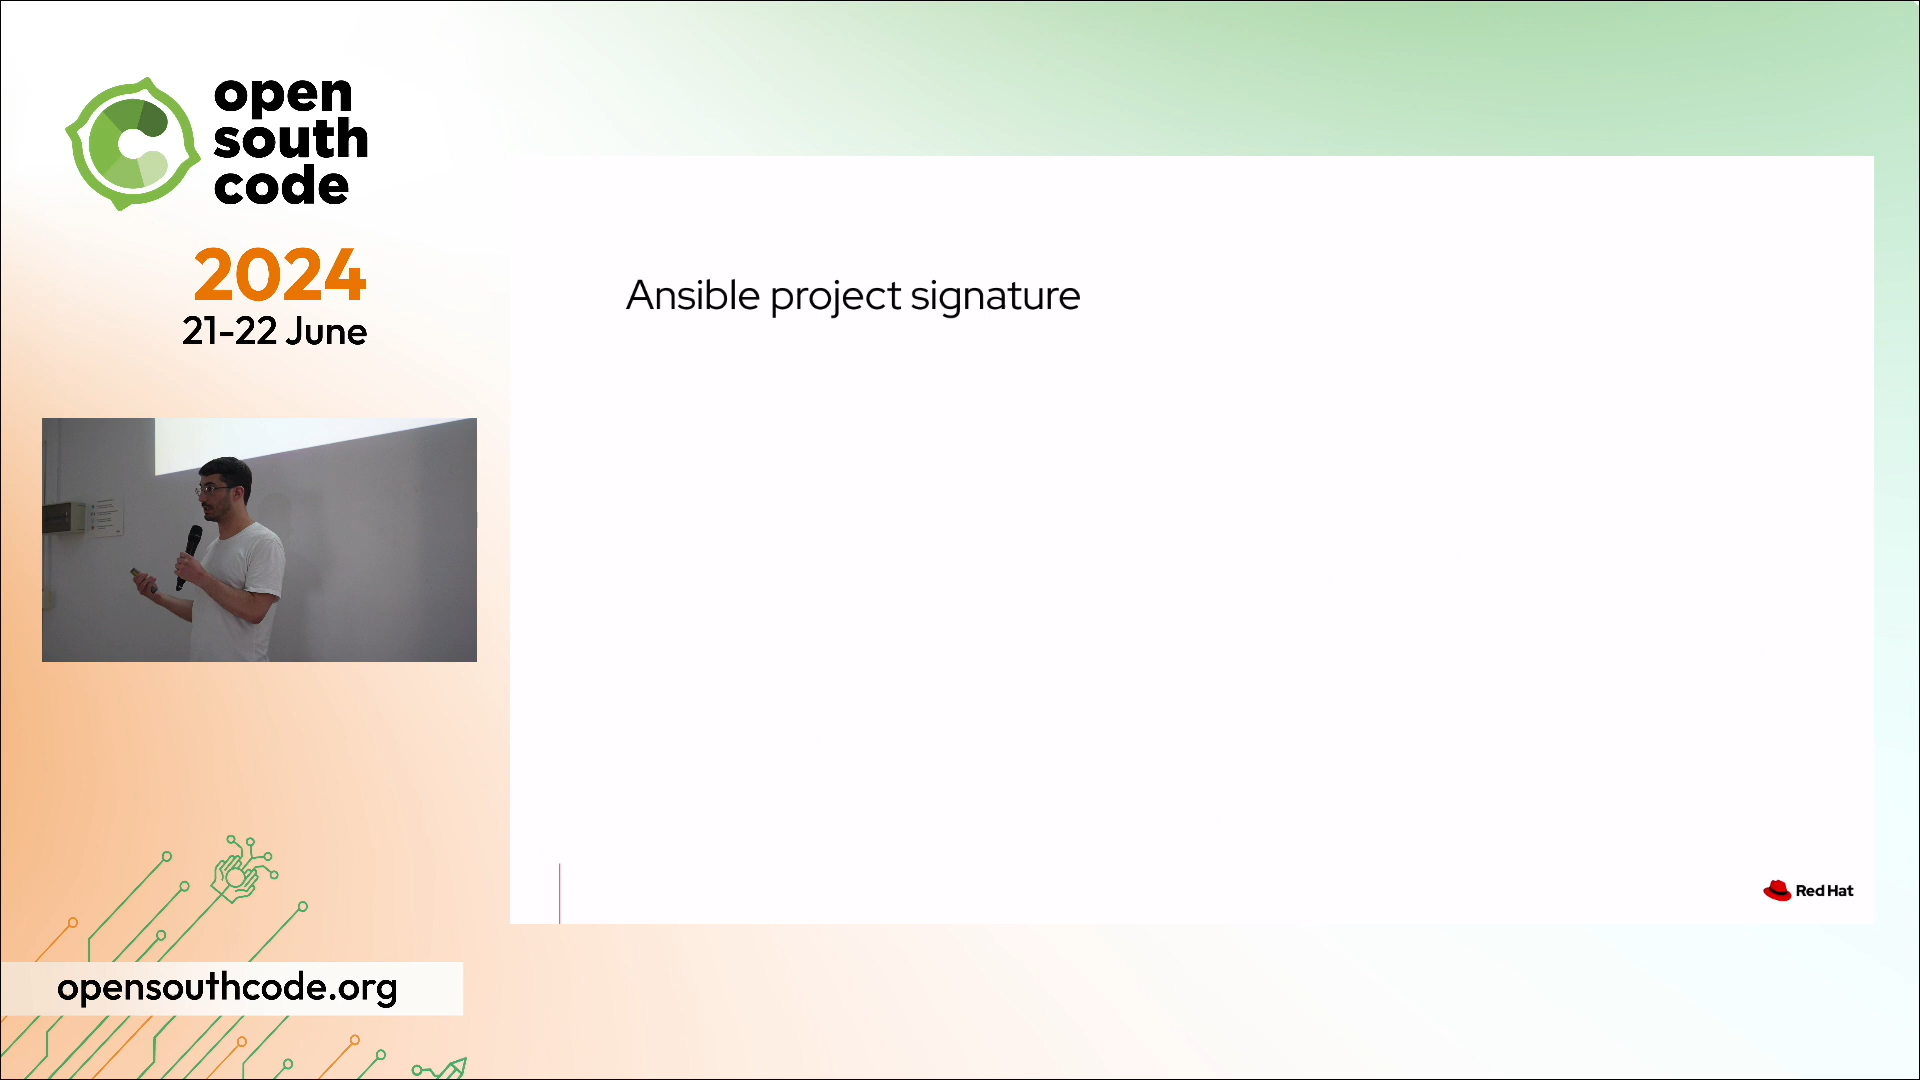 open
south
code
2024
21-22 June
Ansible project signature
Red Hat
opensouthcode.org